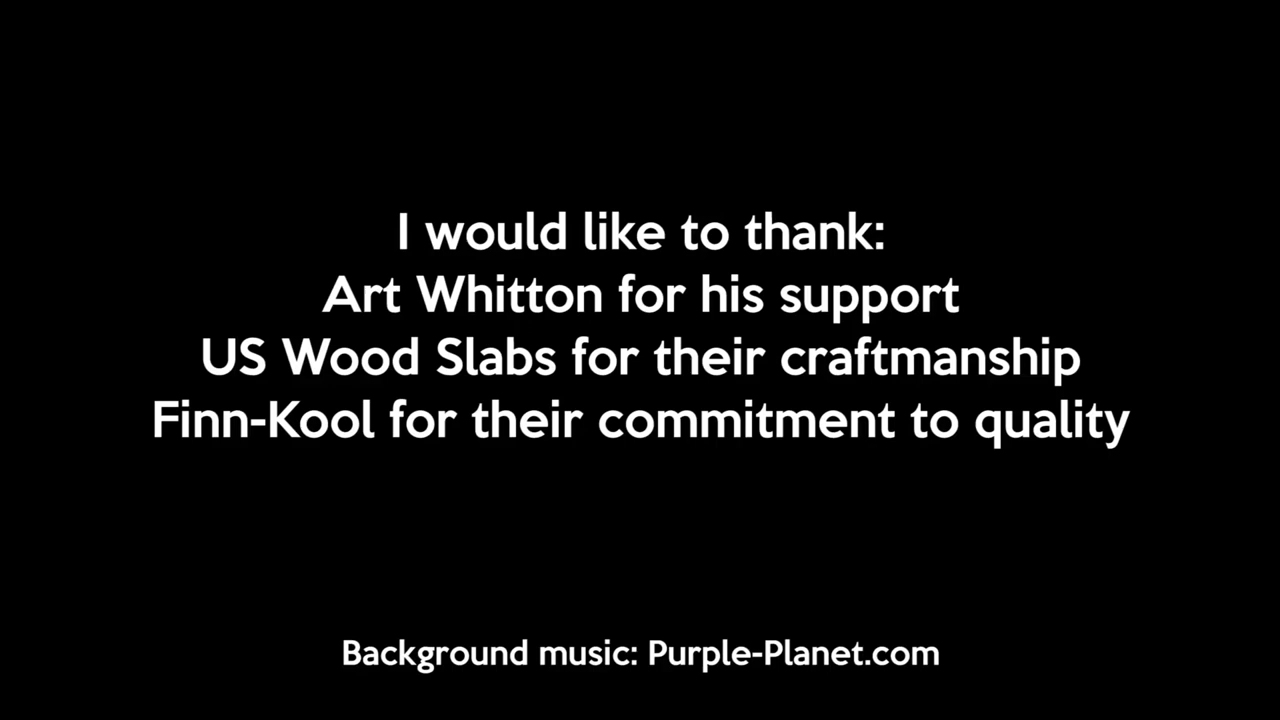 I would like to thank:
Art Whitton for his support
US Wood Slabs for their craftmanship
Finn-Kool for their commitment to quality
Background music: Purple-Planet.com